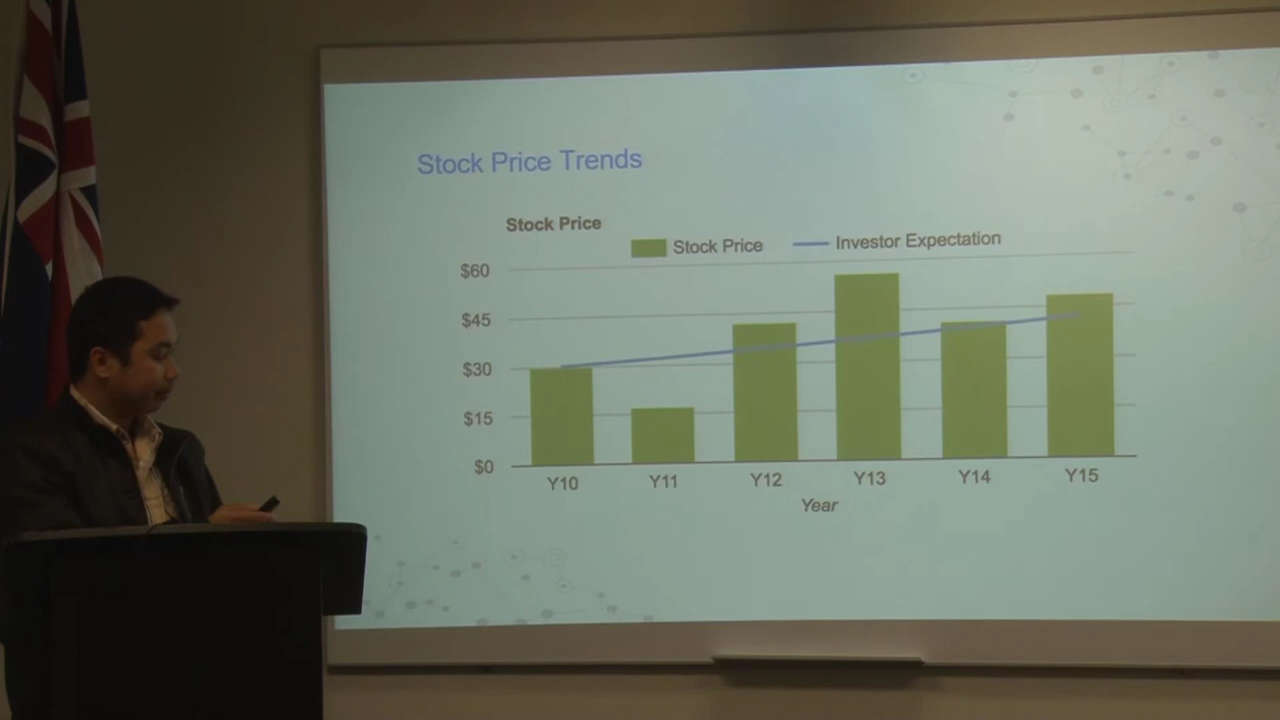 Stock Price Trends
Stock Price
Stock Price Investor Expectation
$60
$45
$30
$15
$0
Y10 Y11 Y12 Y13 Y14 Y15
Year